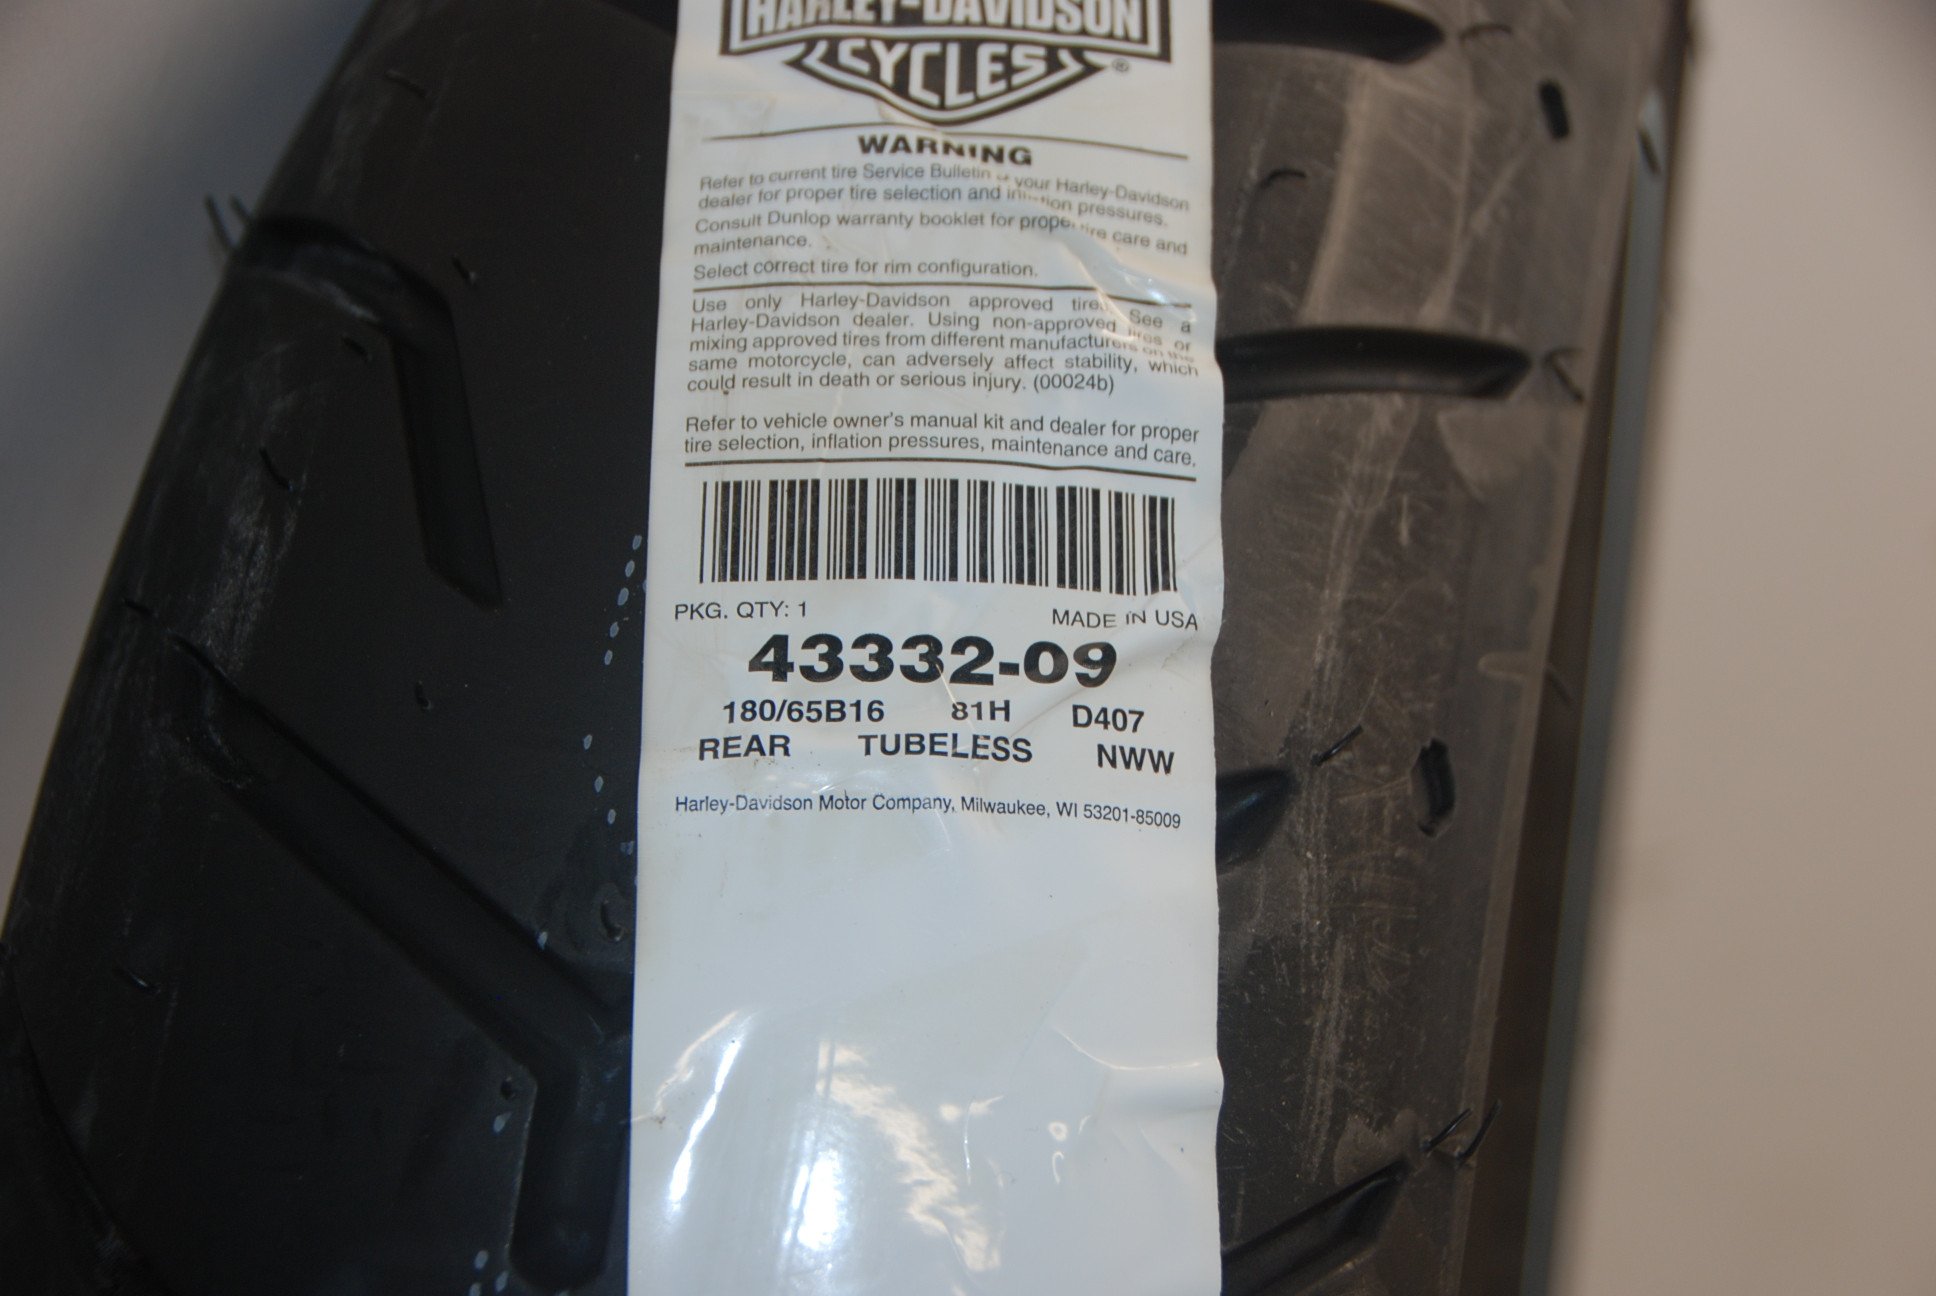 HARLEY-DAVIDSON
CYCLES®
WARNING
Refer to current tire Service Bulletin your Harley-Davidson
dealer for proper tire selection and inflation pressures.
Consult Dunlop warranty booklet for proper tire care and
maintenance.
Select correct tire for rim configuration.
Use only Harley-Davidson approved tires. See a
Harley-Davidson dealer. Using non-approved tires or
mixing approved tires from different manufacturers on the
same motorcycle, can adversely affect stability, which
could result in death or serious injury. (00024b)
Refer to vehicle owner's manual kit and dealer for proper
tire selection, inflation pressures, maintenance and care.
PKG. QTY: 1 MADE IN USA
43332-09
180/65B16 81H D407
REAR TUBELESS NWW
Harley-Davidson Motor Company, Milwaukee, WI 53201-85009